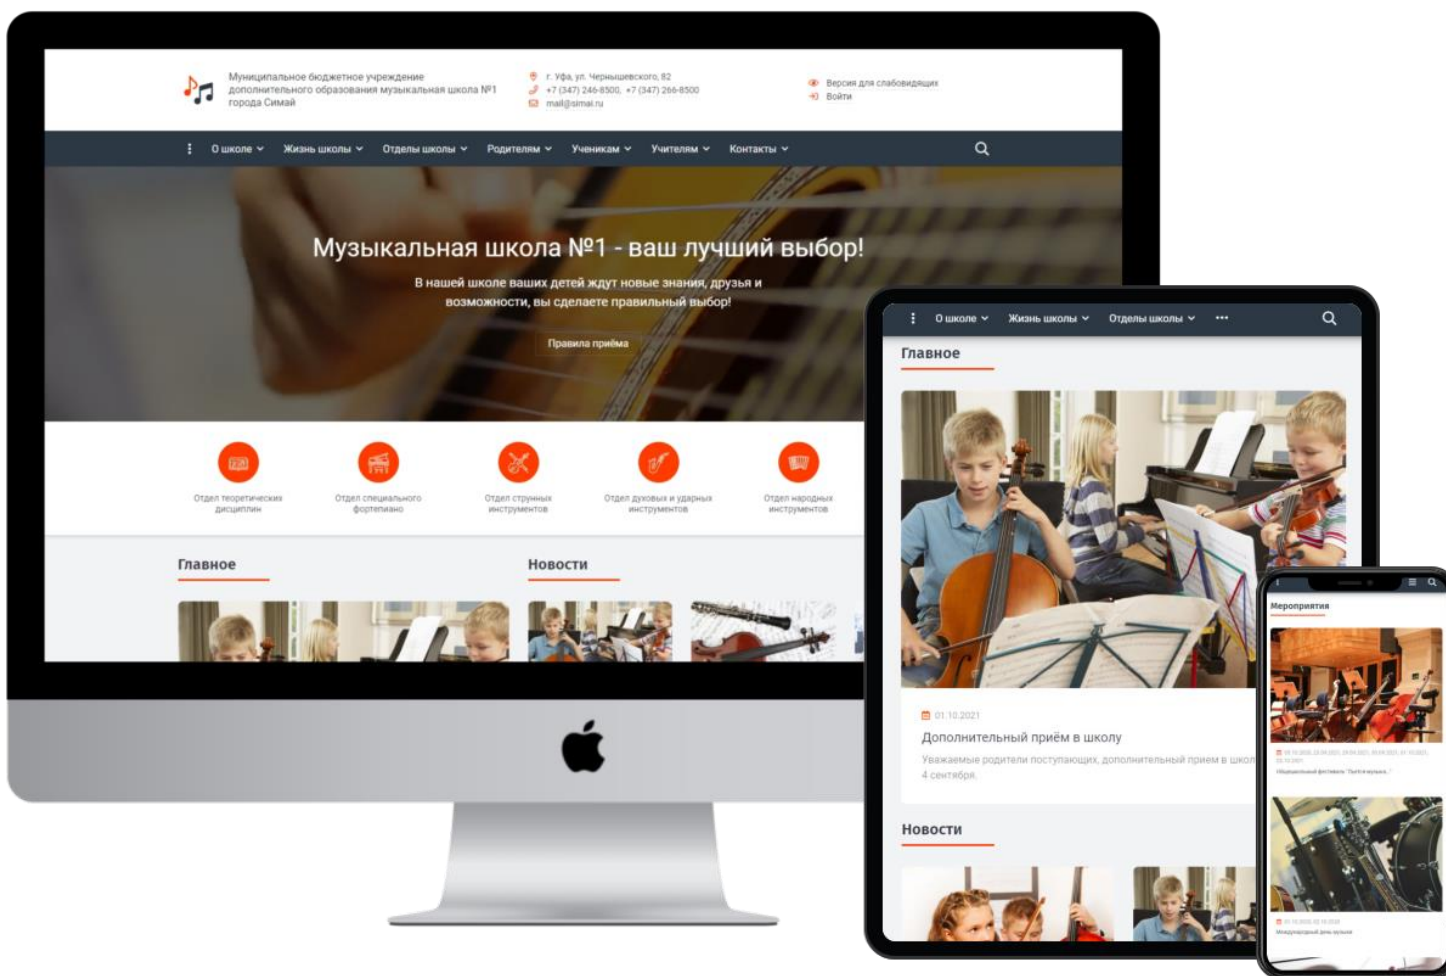 Муниципальное бюджетное учреждение
дополнительного образования музыкальная школа №1
города Симай
г. Уфа, ул. Чернышевского, 82
+7 (347) 246-8500, +7 (347) 266-8500
mail@simai.ru
Версия для слабовидящих
Войти
О школе
Жизнь школы
Отделы школы
Родителям
Ученикам
Учителям
Контакты
Музыкальная школа №1 - ваш лучший выбор!
В нашей школе ваших детей ждут новые знания, друзья и
возможности, вы сделаете правильный выбор!
Правила приёма
Отдел теоретических
дисциплин
Отдел специального
фортепиано
Отдел струнных
инструментов
Отдел духовых и ударных
инструментов
Отдел народных
инструментов
Главное
Новости
О школе
Жизнь школы
Отделы школы
Главное
01.10.2021
Дополнительный приём в школу
Уважаемые родители поступающих, дополнительный прием в школ
4 сентября.
Новости
Мероприятия
Международный день музыки